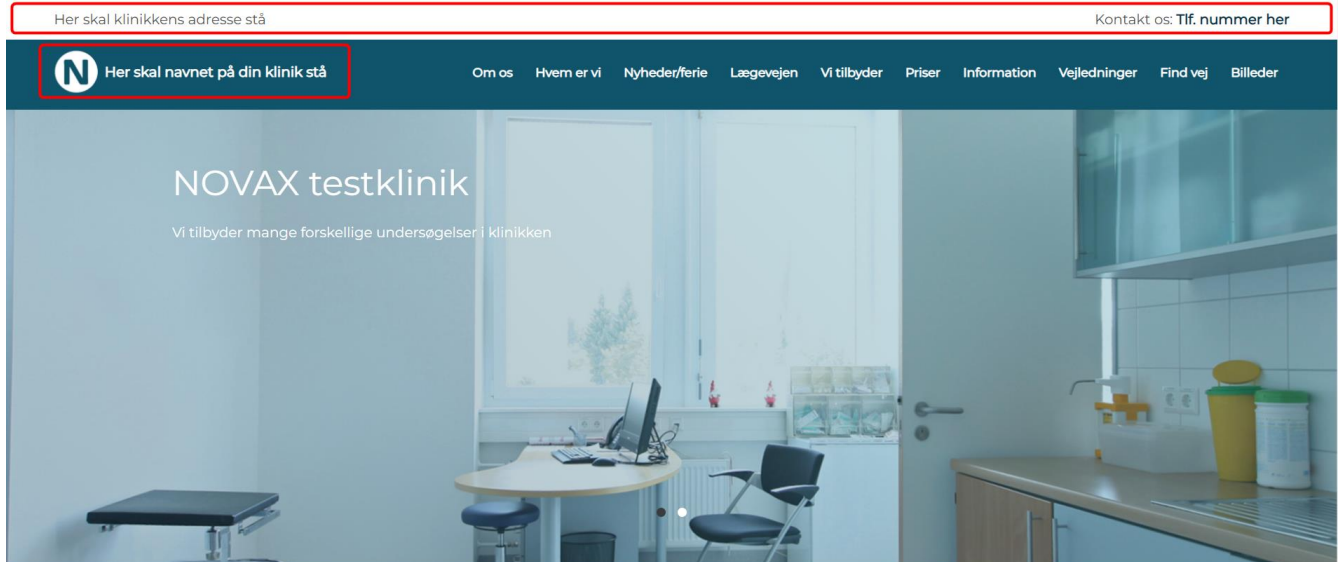 Her skal klinikkens adresse stå Kontakt os: Tlf. nummer her
N Her skal navnet på din klinik stå Om os Hvem er vi Nyheder/ferie Lægevejen Vi tilbyder Priser Information Vejledninger Find vej Billeder
NOVAX testklinik
Vi tilbyder mange forskellige undersøgelser i klinikken